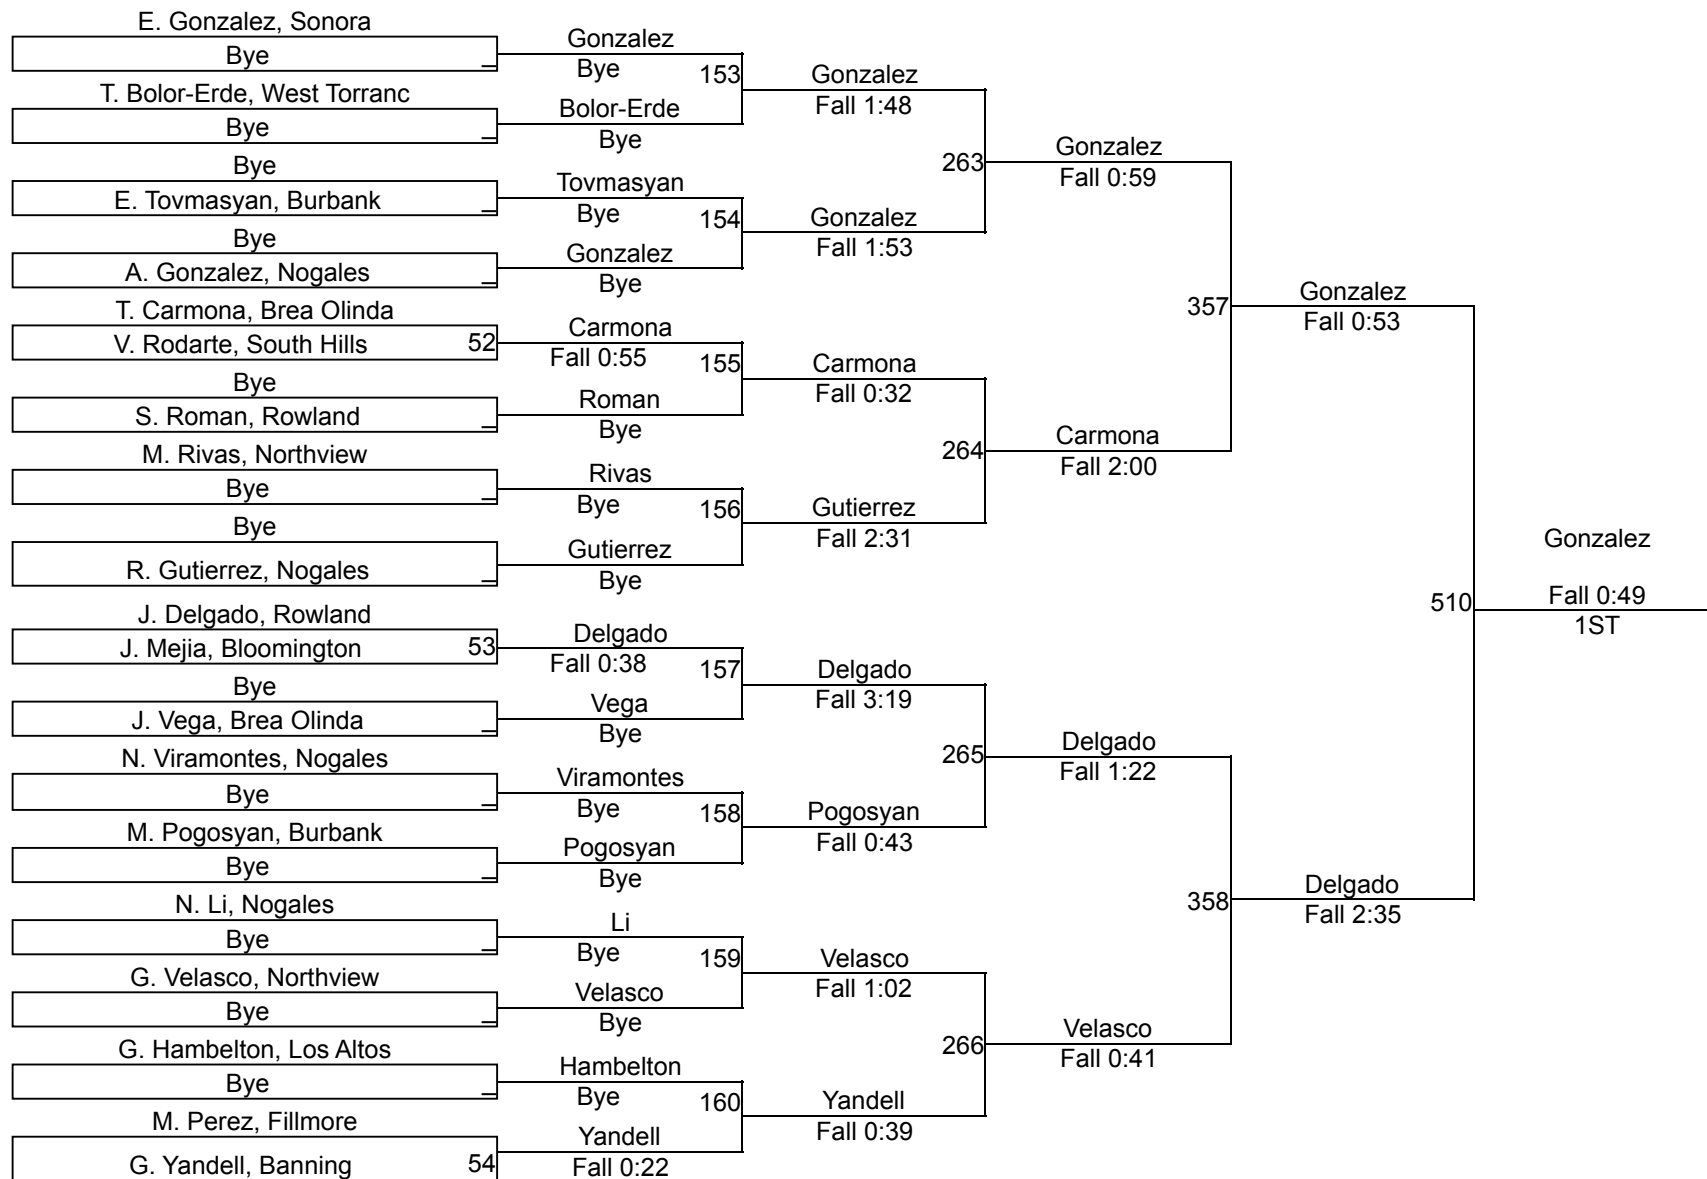 E. Gonzalez, Sonora
Bye
_
T. Bolor-Erde, West Torranc
Bye
_
Bye
E. Tovmasyan, Burbank
_
Bye
A. Gonzalez, Nogales
_
T. Carmona, Brea Olinda
V. Rodarte, South Hills 52
Bye
S. Roman, Rowland
_
M. Rivas, Northview
Bye
_
Bye
R. Gutierrez, Nogales
_
J. Delgado, Rowland
J. Mejia, Bloomington 53
Bye
J. Vega, Brea Olinda
_
N. Viramontes, Nogales
Bye
_
M. Pogosyan, Burbank
Bye
_
N. Li, Nogales
Bye
_
G. Velasco, Northview
Bye
_
G. Hambelton, Los Altos
Bye
_
M. Perez, Fillmore
G. Yandell, Banning 54
Gonzalez
Bye 153
Bolor-Erde
Bye
Tovmasyan
Bye 154
Gonzalez
Bye
Carmona
Fall 0:55 155
Roman
Bye
Rivas
Bye 156
Gutierrez
Bye
Delgado
Fall 0:38 157
Vega
Bye
Viramontes
Bye 158
Pogosyan
Bye
Li
Bye 159
Velasco
Bye
Hambelton
Bye 160
Yandell
Fall 0:22
Gonzalez
Fall 1:48
263
Gonzalez
Fall 1:53
Carmona
Fall 0:32
264
Gutierrez
Fall 2:31
Delgado
Fall 3:19
265
Pogosyan
Fall 0:43
Velasco
Fall 1:02
266
Yandell
Fall 0:39
Gonzalez
Fall 0:59
357
Carmona
Fall 2:00
Delgado
Fall 1:22
358
Velasco
Fall 0:41
Gonzalez
Fall 0:53
510
Delgado
Fall 2:35
Gonzalez
Fall 0:49
1ST